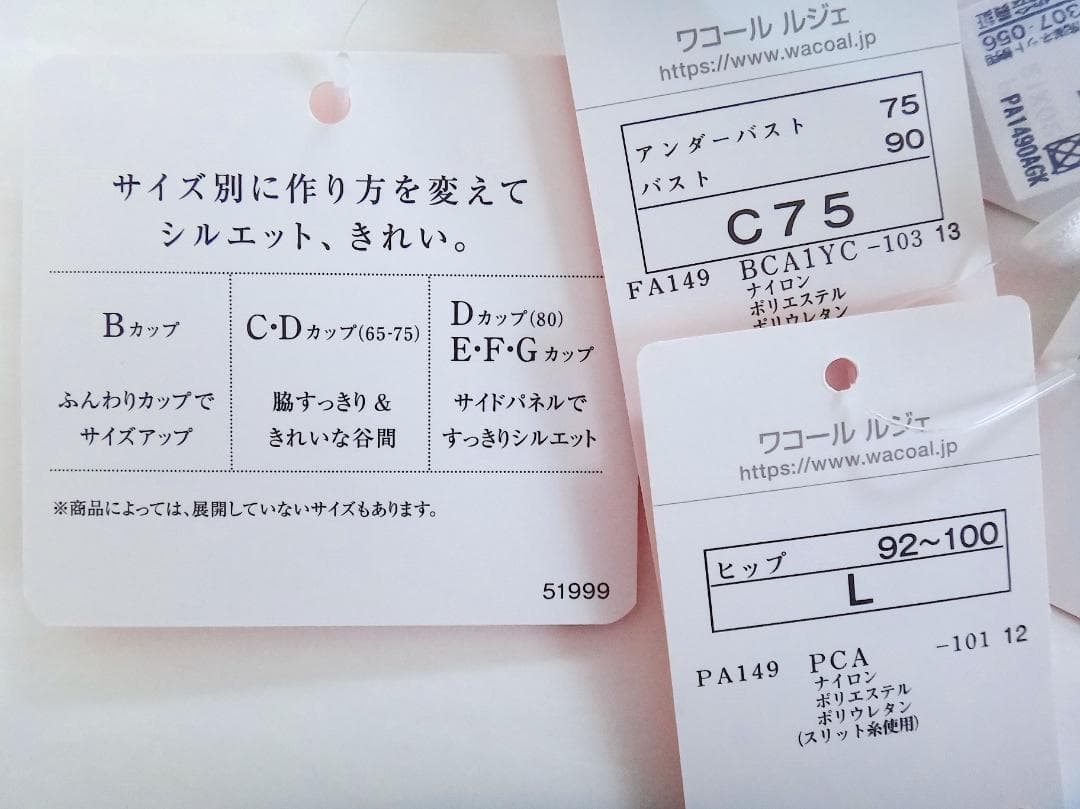 サイズ別に作り方を変えて
シルエット、きれい。
Bカップ
ふんわりカップで
サイズアップ
C・Dカップ(65-75)
脇すっきり&
きれいな谷間
Dカップ(80)
E・F・Gカップ
サイドパネルで
すっきりシルエット
※商品によっては、展開していないサイズもあります。
51999
ワコール ルジェ
https://www.wacoal.jp
アンダーバスト 75
バスト 90
C75
FA149 BCA1YC -103 13
ナイロン
ポリエステル
ポリウレタン
ワコール ルジェ
https://www.wacoal.jp
ヒップ 92~100
L
PA149 PCA -101 12
ナイロン
ポリエステル
ポリウレタン
(スリット糸使用)
307-056
PA1490AGK